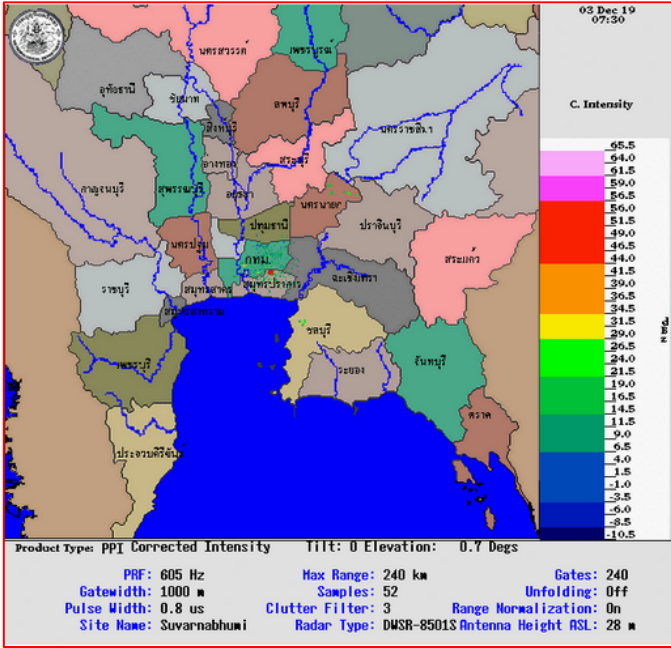 03 Dec 19
07:30
C. Intensity
นครสวรรค์
เพชรบูรณ์
อุทัยธานี
ชัยนาท
ลพบุรี
สิงห์บุรี
นครราชสีมา
อ่างทอง
สระบุรี
กาญจนบุรี
สุพรรณบุรี
อยุธยา
นครนายก
ปทุมธานี
ปราจีนบุรี
นครปฐม
กทม.
สระแก้ว
ฉะเชิงเทรา
ราชบุรี
สมุทรสาคร
สมุทรปราการ
สมุทรสงคราม
ชลบุรี
เพชรบุรี
ระยอง
จันทบุรี
ตราด
ประจวบคีรีขันธ์
65.5
64.0
61.5
59.0
56.5
56.0
51.5
49.0
46.5
44.0
41.5
39.0
36.5
34.0
31.5
29.0
26.5
24.0
21.5
19.0
16.5
14.0
11.5
9.0
6.5
4.0
1.5
-1.0
-3.5
-6.0
-8.5
-10.5
Product Type: PPI Corrected Intensity Tilt: 0 Elevation: 0.7 Degs
PRF: 605 Hz Max Range: 240 km Gates: 240
Gatewidth: 1000 m Samples: 52 Unfolding: Off
Pulse Width: 0.8 us Clutter Filter: 3 Range Normalization: On
Site Name: Suvarnabhumi Radar Type: DWSR-8501S Antenna Height ASL: 28 m